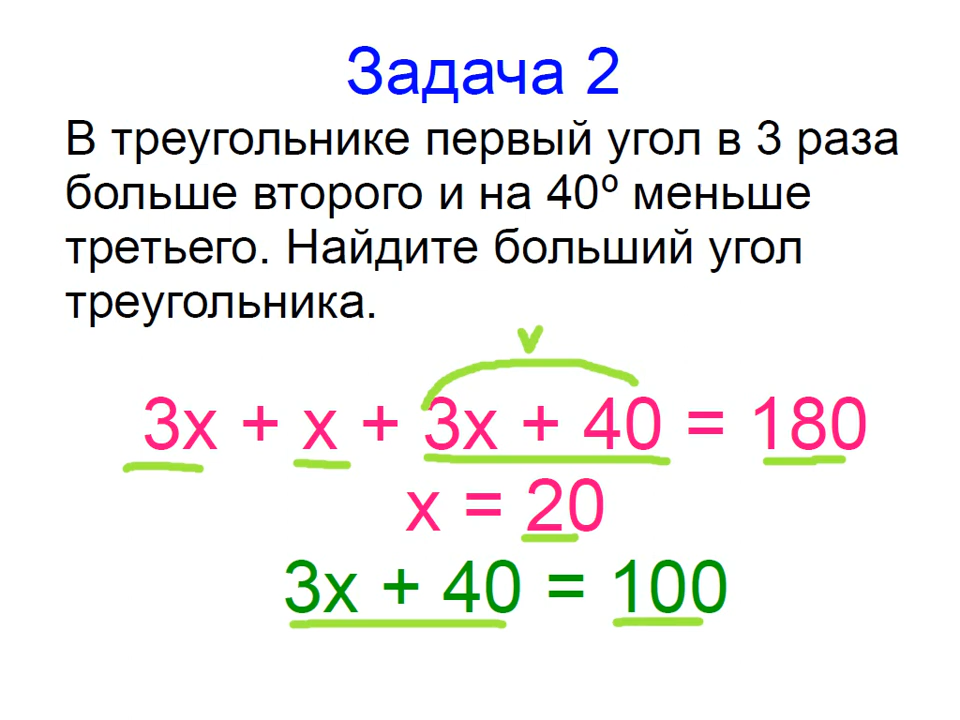 Задача 2
В треугольнике первый угол в 3 раза
больше второго и на 40º меньше
третьего. Найдите больший угол
треугольника.
3x + x + 3x + 40 = 180
x = 20
3x + 40 = 100